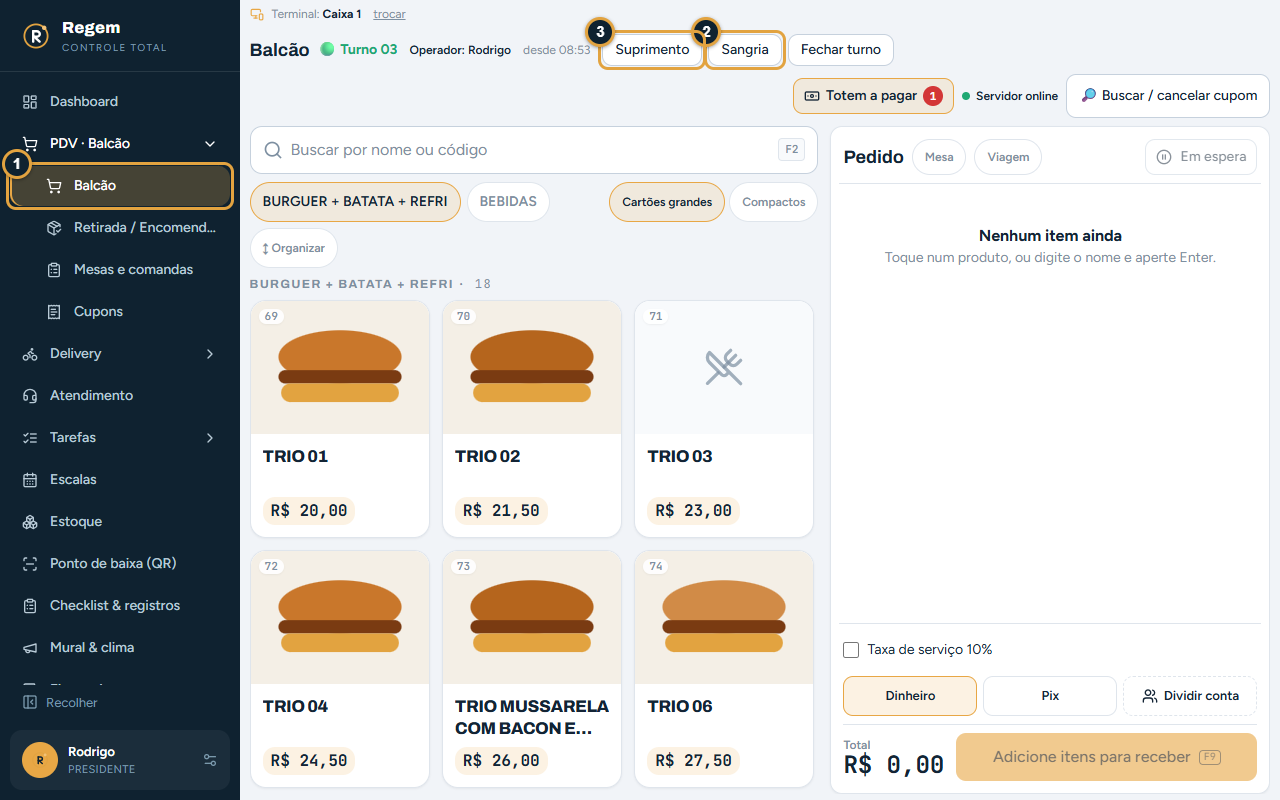 Regem
CONTROLE TOTAL
Dashboard
PDV · Balcão
1
Balcão
Retirada / Encomend...
Mesas e comandas
Cupons
Delivery
Atendimento
Tarefas
Escalas
Estoque
Ponto de baixa (QR)
Checklist & registros
Mural & clima
Recolher
R
Rodrigo
PRESIDENTE
Terminal: Caixa 1 trocar
Balcão Turno 03 Operador: Rodrigo desde 08:53 3 Suprimento 2 Sangria Fechar turno
Totem a pagar 1 Servidor online Buscar / cancelar cupom
Buscar por nome ou código F2
BURGUER + BATATA + REFRI BEBIDAS Cartões grandes Compactos
Organizar
BURGUER + BATATA + REFRI · 18
69
TRIO 01
R$ 20,00
70
TRIO 02
R$ 21,50
71
TRIO 03
R$ 23,00
72
TRIO 04
R$ 24,50
73
TRIO MUSSARELA
COM BACON E...
R$ 26,00
74
TRIO 06
R$ 27,50
Pedido Mesa Viagem Em espera
Nenhum item ainda
Toque num produto, ou digite o nome e aperte Enter.
Taxa de serviço 10%
Dinheiro Pix Dividir conta
Total
R$ 0,00
Adicione itens para receber F9